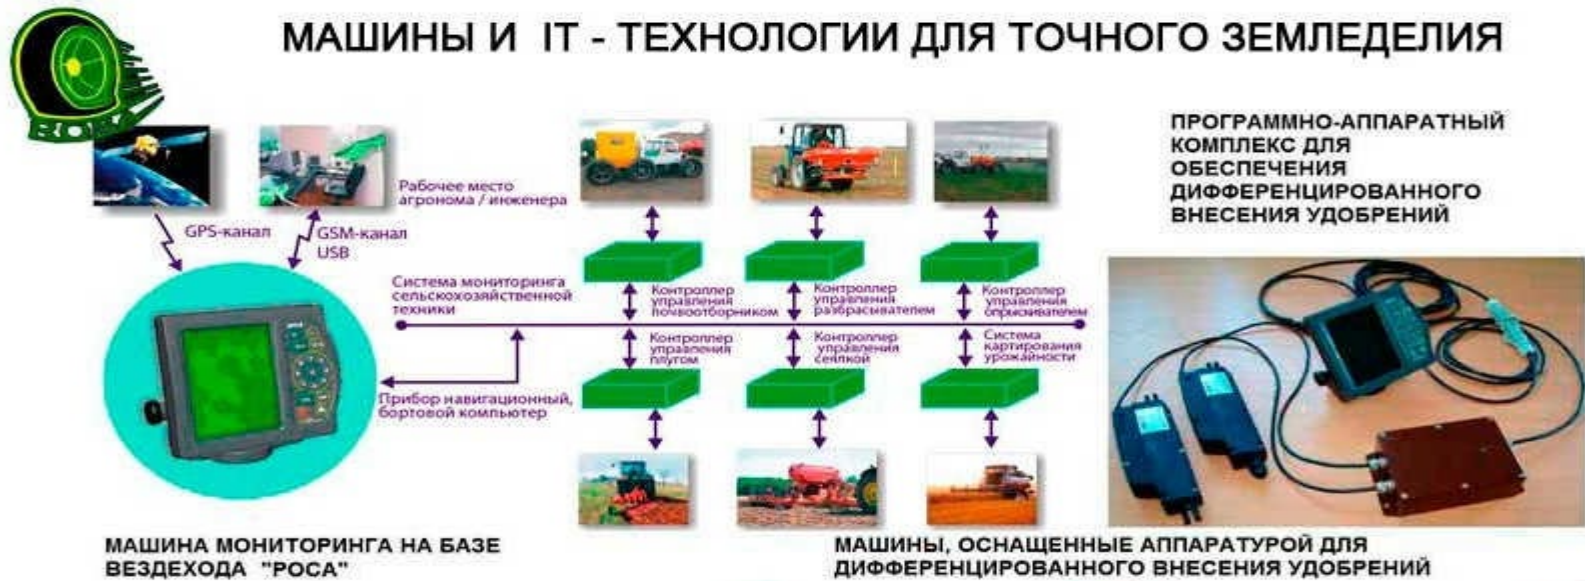 МАШИНЫ И IT - ТЕХНОЛОГИИ ДЛЯ ТОЧНОГО ЗЕМЛЕДЕЛИЯ
РОСА
Рабочее место
агронома / инженера
GPS-канал
GSM-канал
USB
Система мониторинга
сельскохозяйственной
техники
Прибор навигационный,
бортовой компьютер
Контроллер
управления
почвоотборником
Контроллер
управления
разбрасывателем
Контроллер
управления
опрыскивателем
Контроллер
управления
плугом
Контроллер
управления
сеялкой
Система
картирования
урожайности
ПРОГРАММНО-АППАРАТНЫЙ
КОМПЛЕКС ДЛЯ
ОБЕСПЕЧЕНИЯ
ДИФФЕРЕНЦИРОВАННОГО
ВНЕСЕНИЯ УДОБРЕНИЙ
МАШИНА МОНИТОРИНГА НА БАЗЕ
ВЕЗДЕХОДА "РОСА"
МАШИНЫ, ОСНАЩЕННЫЕ АППАРАТУРОЙ ДЛЯ
ДИФФЕРЕНЦИРОВАННОГО ВНЕСЕНИЯ УДОБРЕНИЙ